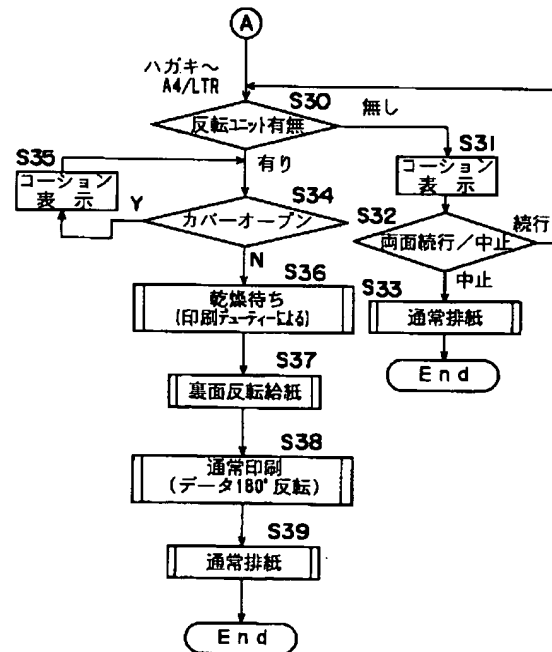 A
ハガキ～
A4/LTR
S30
反転ユニット有無
無し
有り
S35
コーション
表示
S34
カバーオープン
Y
N
S31
コーション
表示
S32
両面続行／中止
続行
中止
S33
通常排紙
End
S36
乾燥待ち
(印刷デューティーによる)
S37
裏面反転給紙
S38
通常印刷
(データ180°反転)
S39
通常排紙
End